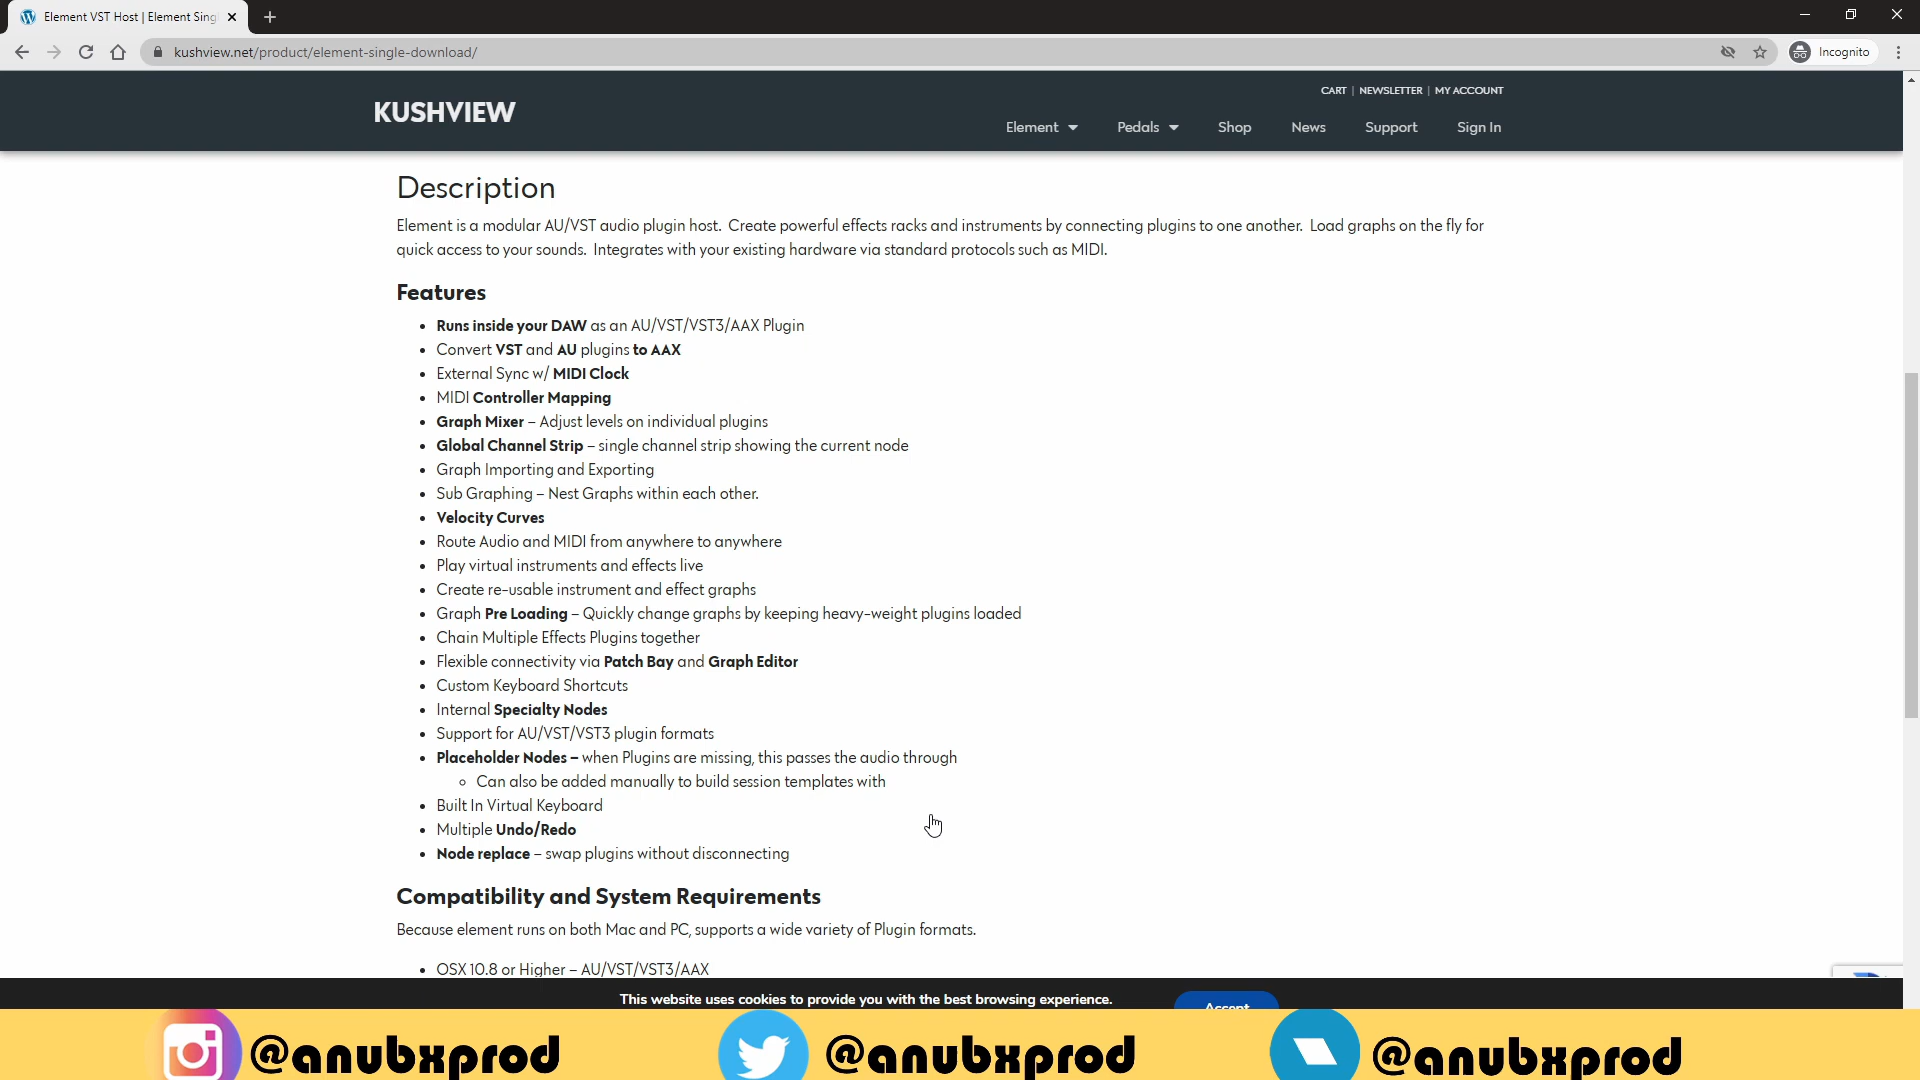 Element VST Host | Element Sing
kushview.net/product/element-single-download/
Incognito
CART | NEWSLETTER | MY ACCOUNT
KUSHVIEW
Element Pedals Shop News Support Sign In
Description
Element is a modular AU/VST audio plugin host. Create powerful effects racks and instruments by connecting plugins to one another. Load graphs on the fly for
quick access to your sounds. Integrates with your existing hardware via standard protocols such as MIDI.
Features
• Runs inside your DAW as an AU/VST/VST3/AAX Plugin
• Convert VST and AU plugins to AAX
• External Sync w/ MIDI Clock
• MIDI Controller Mapping
• Graph Mixer – Adjust levels on individual plugins
• Global Channel Strip – single channel strip showing the current node
• Graph Importing and Exporting
• Sub Graphing – Nest Graphs within each other.
• Velocity Curves
• Route Audio and MIDI from anywhere to anywhere
• Play virtual instruments and effects live
• Create re-usable instrument and effect graphs
• Graph Pre Loading – Quickly change graphs by keeping heavy-weight plugins loaded
• Chain Multiple Effects Plugins together
• Flexible connectivity via Patch Bay and Graph Editor
• Custom Keyboard Shortcuts
• Internal Specialty Nodes
• Support for AU/VST/VST3 plugin formats
• Placeholder Nodes – when Plugins are missing, this passes the audio through
◦ Can also be added manually to build session templates with
• Built In Virtual Keyboard
• Multiple Undo/Redo
• Node replace – swap plugins without disconnecting
Compatibility and System Requirements
Because element runs on both Mac and PC, supports a wide variety of Plugin formats.
• OSX 10.8 or Higher – AU/VST/VST3/AAX
This website uses cookies to provide you with the best browsing experience.
Accept
@anubxprod @anubxprod @anubxprod